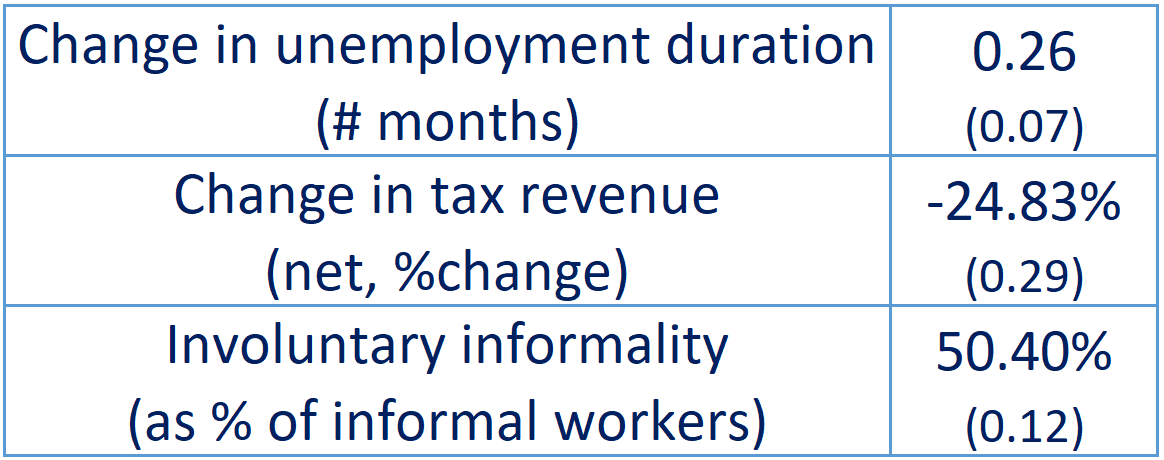 Change in unemployment duration
(# months)
0.26
(0.07)
Change in tax revenue
(net, %change)
-24.83%
(0.29)
Involuntary informality
(as % of informal workers)
50.40%
(0.12)